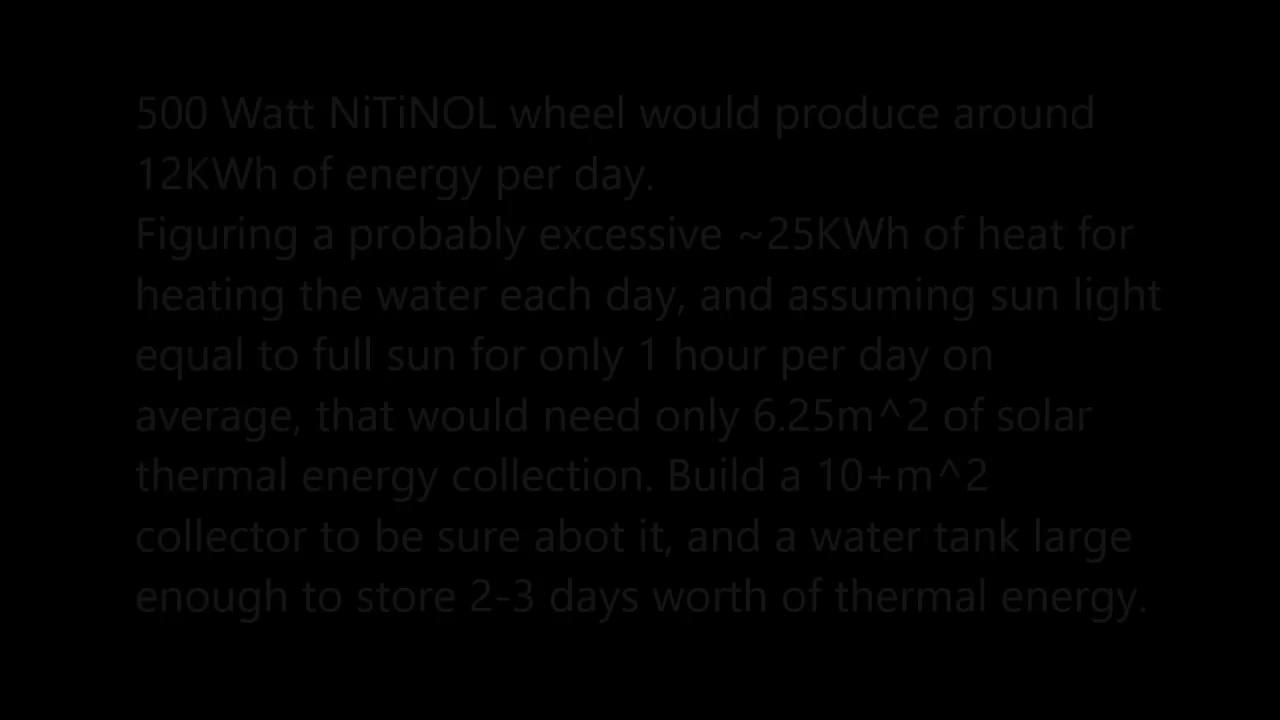 500 Watt NiTiNOL wheel would produce around
12KWh of energy per day.
Figuring a probably excessive ~25KWh of heat for
heating the water each day, and assuming sun light
equal to full sun for only 1 hour per day on
average, that would need only 6.25m^2 of solar
thermal energy collection. Build a 10+m^2
collector to be sure abot it, and a water tank large
enough to store 2-3 days worth of thermal energy.